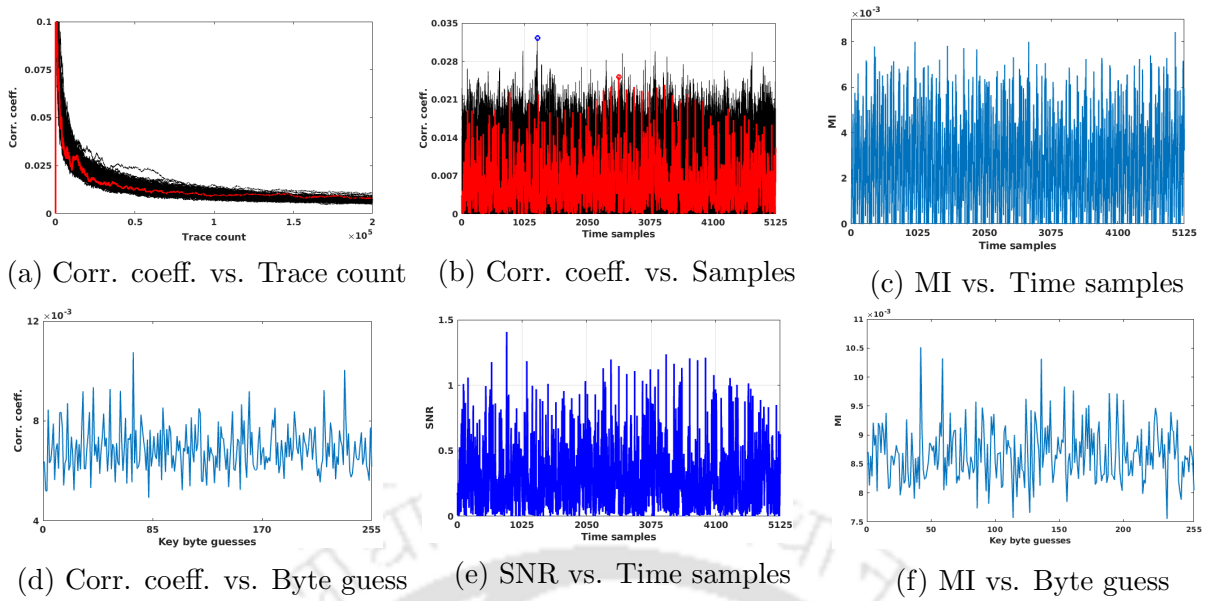 0.1
0.075
0.05
0.025
0
Corr. coeff.
0 0.5 1 1.5 2
Trace count
×10⁵
(a) Corr. coeff. vs. Trace count
0.035
0.028
0.021
0.014
0.007
0
Corr. coeff.
0 1025 2050 3075 4100 5125
Time samples
(b) Corr. coeff. vs. Samples
×10⁻³
8
6
4
2
0
MI
0 1025 2050 3075 4100 5125
Time samples
(c) MI vs. Time samples
×10⁻³
12
8
4
Corr. coeff.
0 85 170 255
Key byte guesses
(d) Corr. coeff. vs. Byte guess
1.5
1
0.5
0
SNR
0 1025 2050 3075 4100 5125
Time samples
(e) SNR vs. Time samples
×10⁻³
11
10.5
10
9.5
9
8.5
8
7.5
MI
0 50 100 150 200 255
Key byte guesses
(f) MI vs. Byte guess